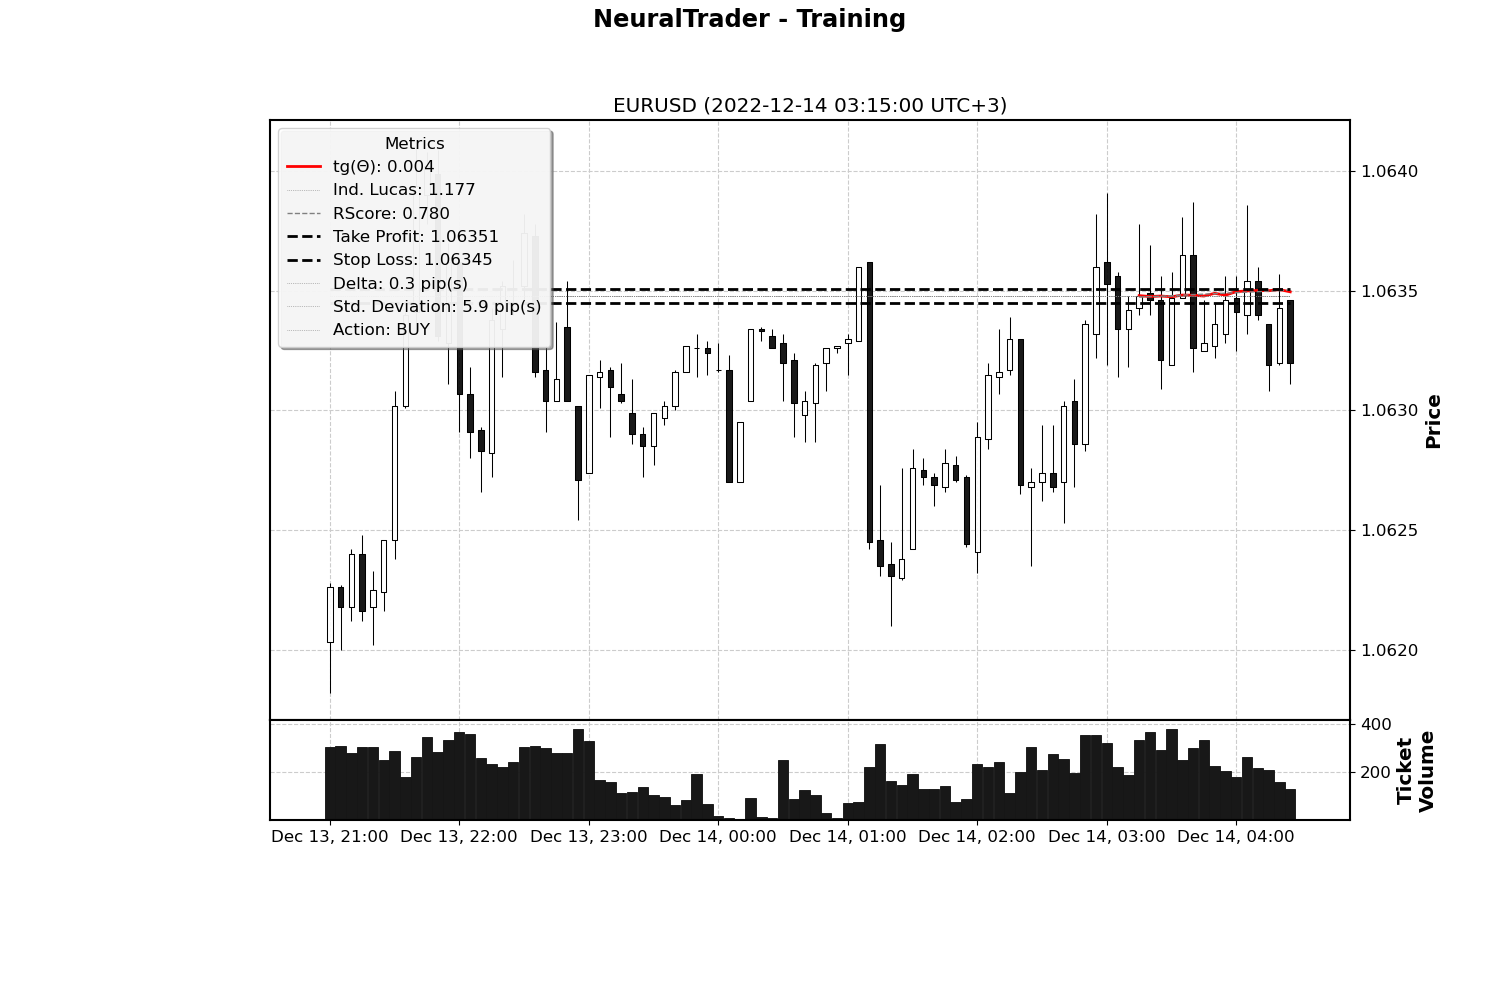 NeuralTrader - Training
EURUSD (2022-12-14 03:15:00 UTC+3)
Metrics
tg(Θ): 0.004
Ind. Lucas: 1.177
RScore: 0.780
Take Profit: 1.06351
Stop Loss: 1.06345
Delta: 0.3 pip(s)
Std. Deviation: 5.9 pip(s)
Action: BUY
1.0640
1.0635
1.0630
1.0625
1.0620
Price
400
200
Ticket
Volume
Dec 13, 21:00 Dec 13, 22:00 Dec 13, 23:00 Dec 14, 00:00 Dec 14, 01:00 Dec 14, 02:00 Dec 14, 03:00 Dec 14, 04:00